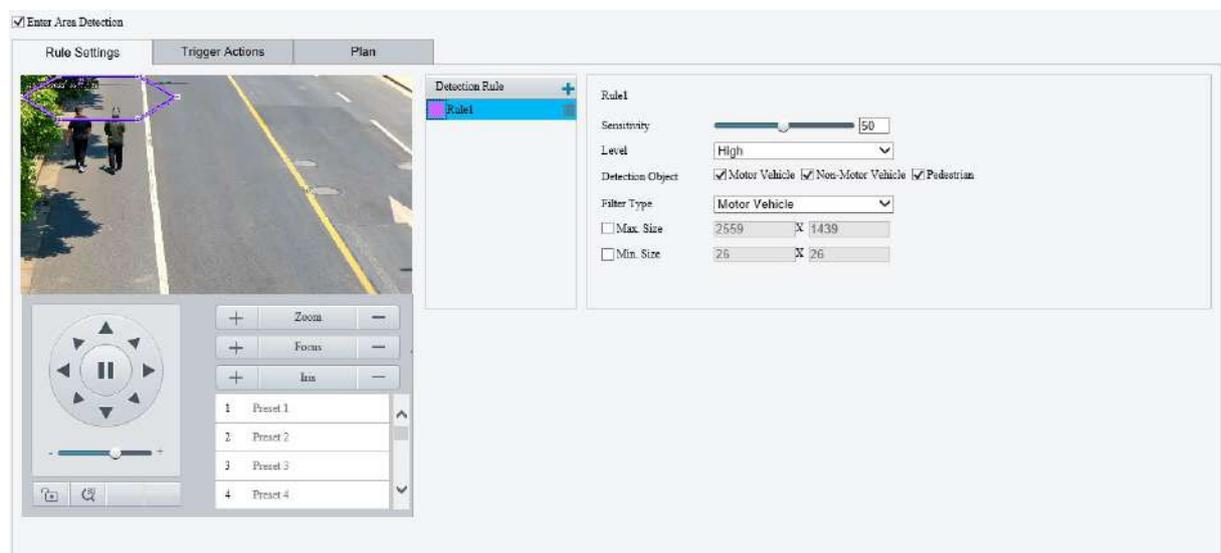 Enter Area Detection
Rule Settings Trigger Actions Plan
Detection Rule
Rule1
Rule1
Sensitivity 50
Level High
Detection Object Motor Vehicle Non-Motor Vehicle Pedestrian
Filter Type Motor Vehicle
Max. Size 2559 X 1439
Min. Size 26 X 26
+ Zoom −
+ Focus −
+ Iris −
1 Preset 1
2 Preset 2
3 Preset 3
4 Preset 4
- +